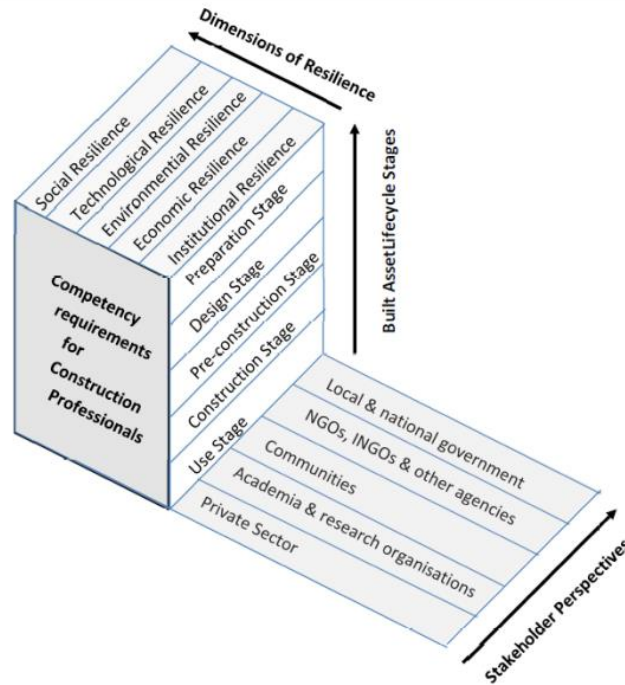 Dimensions of Resilience
Social Resilience
Technological Resilience
Environmental Resilience
Economic Resilience
Institutional Resilience
Built AssetLifecycle Stages
Preparation Stage
Design Stage
Pre-construction Stage
Construction Stage
Use Stage
Competency
requirements
for
Construction
Professionals
Local & national government
NGOs, INGOs & other agencies
Communities
Academia & research organisations
Private Sector
Stakeholder Perspectives